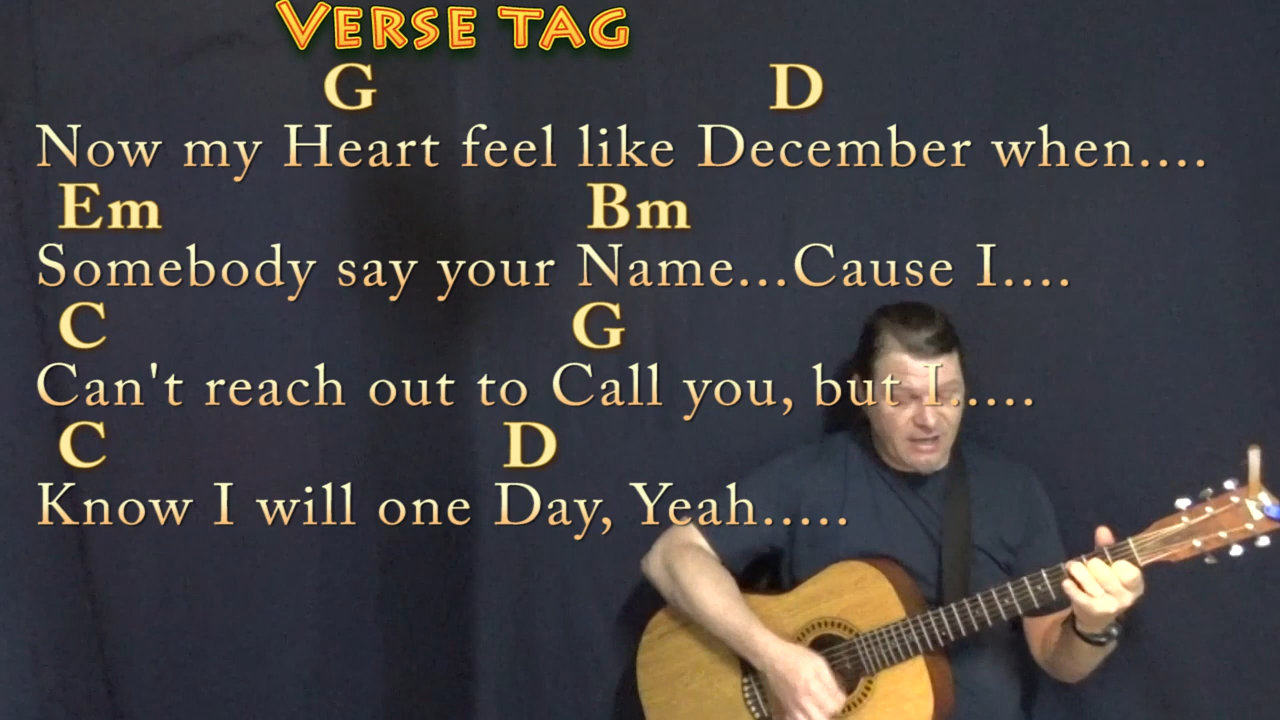 VERSE TAG
G D
Now my Heart feel like December when....
Em Bm
Somebody say your Name...Cause I....
C G
Can't reach out to Call you, but I.....
C D
Know I will one Day, Yeah.....